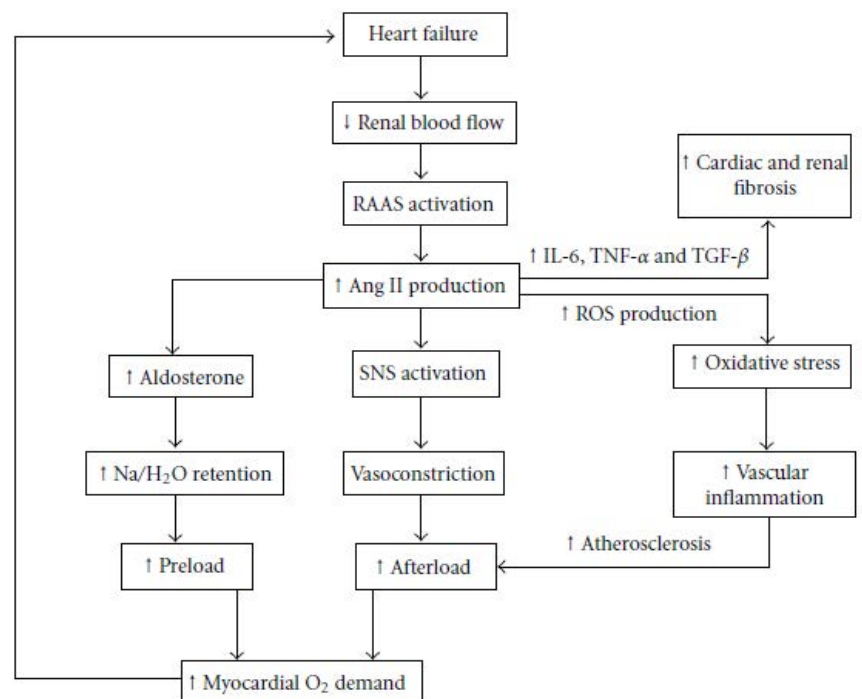 Heart failure
↓ Renal blood flow
↑ Cardiac and renal
fibrosis
RAAS activation
↑ IL-6, TNF-α and TGF-β
↑ Ang II production
↑ ROS production
↑ Aldosterone
SNS activation
↑ Oxidative stress
↑ Na/H₂O retention
Vasoconstriction
↑ Vascular
inflammation
↑ Atherosclerosis
↑ Preload
↑ Afterload
↑ Myocardial O₂ demand